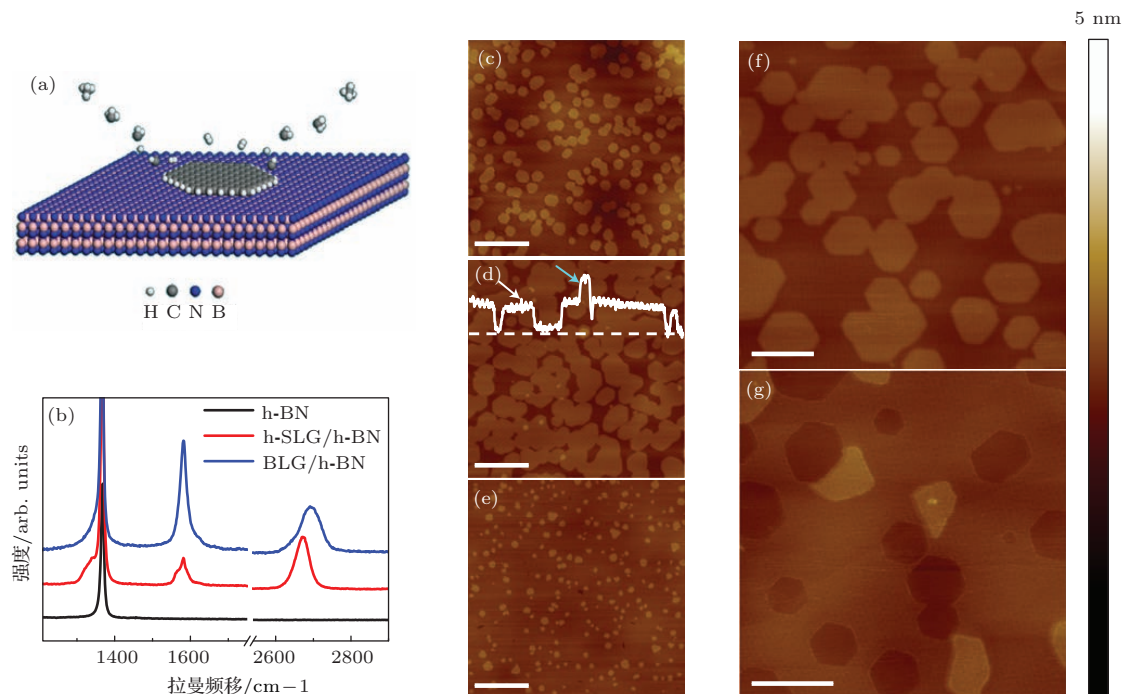 (a)
H C N B
(b)
h-BN
h-SLG/h-BN
BLG/h-BN
强度/arb. units
1400 1600 2600 2800
拉曼频移/cm−1
(c)
(d)
(e)
(f)
(g)
5 nm